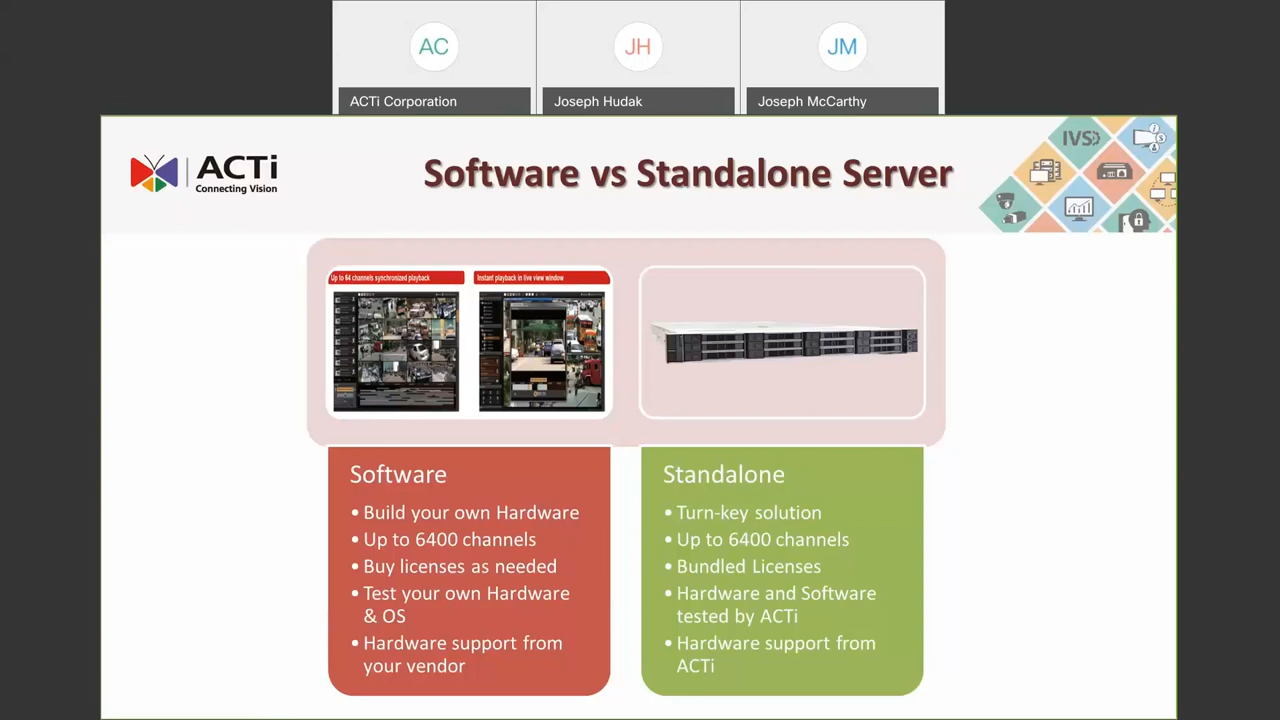 AC
JH
JM
ACTi Corporation
Joseph Hudak
Joseph McCarthy
ACTi
Connecting Vision
Software vs Standalone Server
IVS
Up to 64 channels synchronized playback
Instant playback in live view window
Software
• Build your own Hardware
• Up to 6400 channels
• Buy licenses as needed
• Test your own Hardware
& OS
• Hardware support from
your vendor
Standalone
• Turn-key solution
• Up to 6400 channels
• Bundled Licenses
• Hardware and Software
tested by ACTi
• Hardware support from
ACTi